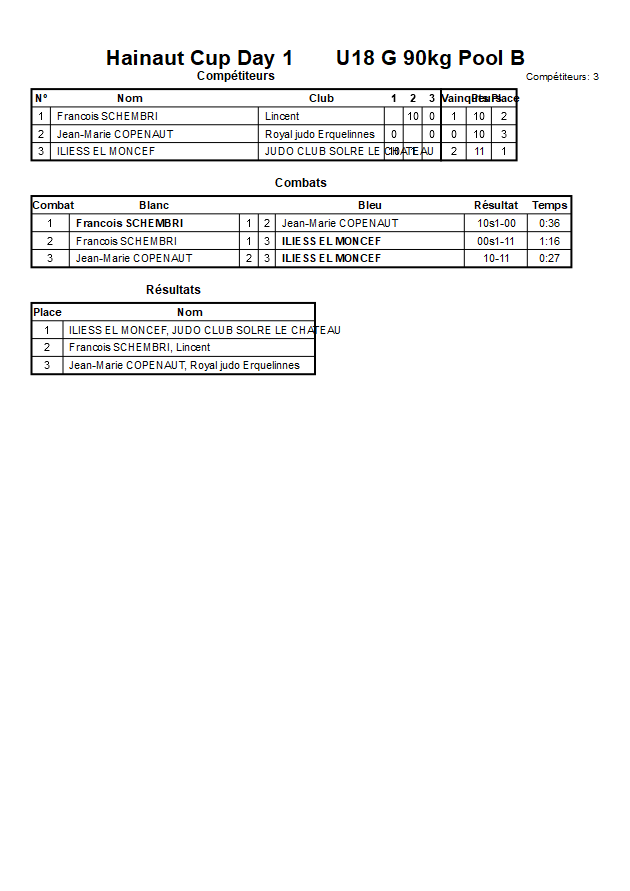 Hainaut Cup Day 1 U18 G 90kg Pool B
Compétiteurs Compétiteurs: 3
Nº Nom Club 1 2 3 Vainqueurs Pts Place
1 Francois SCHEMBRI Lincent 10 0 1 10 2
2 Jean-Marie COPENAUT Royal judo Erquelinnes 0 0 0 10 3
3 ILIESS EL MONCEF JUDO CLUB SOLRE LE CHATEAU 1 2 11 1
Combats
Combat Blanc Bleu Résultat Temps
1 Francois SCHEMBRI 1 2 Jean-Marie COPENAUT 10s1-00 0:36
2 Francois SCHEMBRI 1 3 ILIESS EL MONCEF 00s1-11 1:16
3 Jean-Marie COPENAUT 2 3 ILIESS EL MONCEF 10-11 0:27
Résultats
Place Nom
1 ILIESS EL MONCEF, JUDO CLUB SOLRE LE CHATEAU
2 Francois SCHEMBRI, Lincent
3 Jean-Marie COPENAUT, Royal judo Erquelinnes